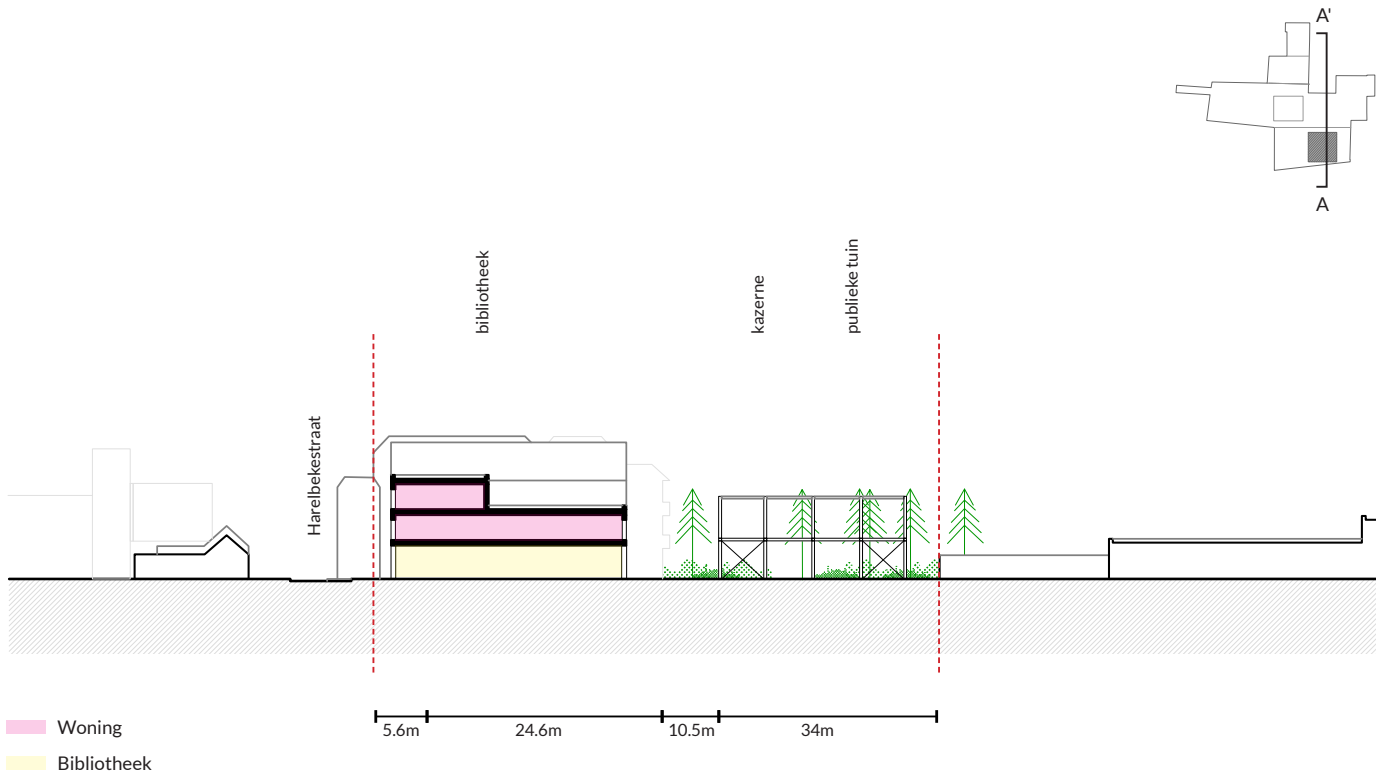 A'
A
bibliotheek
kazerne
publieke tuin
Harelbekestraat
5.6m
24.6m
10.5m
34m
Woning
Bibliotheek